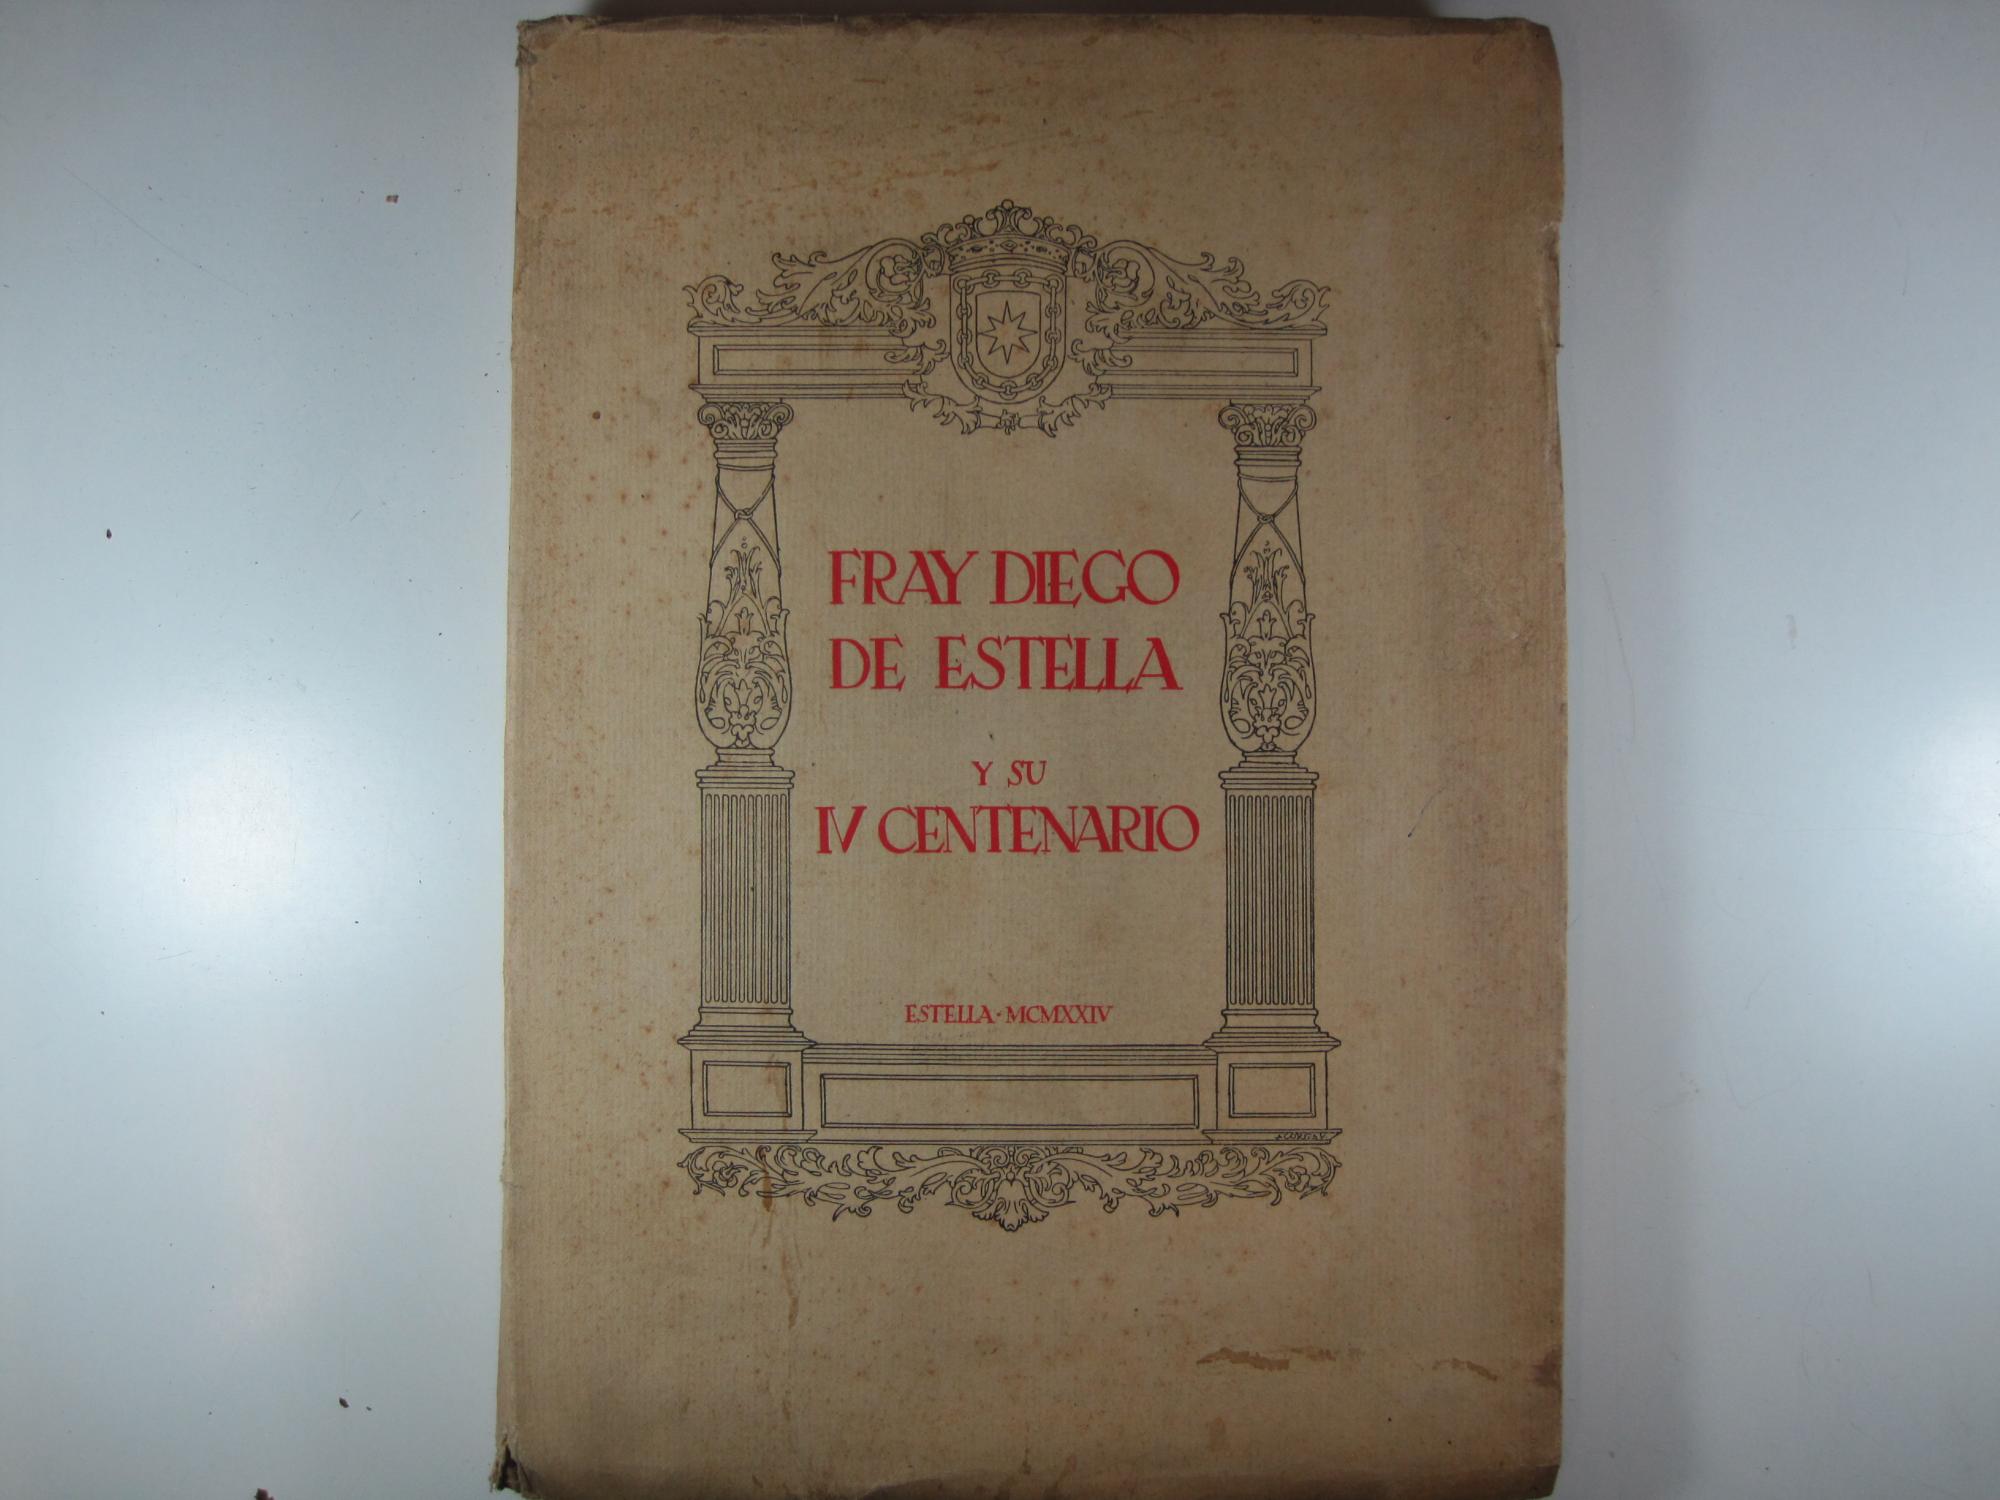 FRAY DIEGO
DE ESTELLA
Y SU
IV CENTENARIO
ESTELLA · MCMXXIV